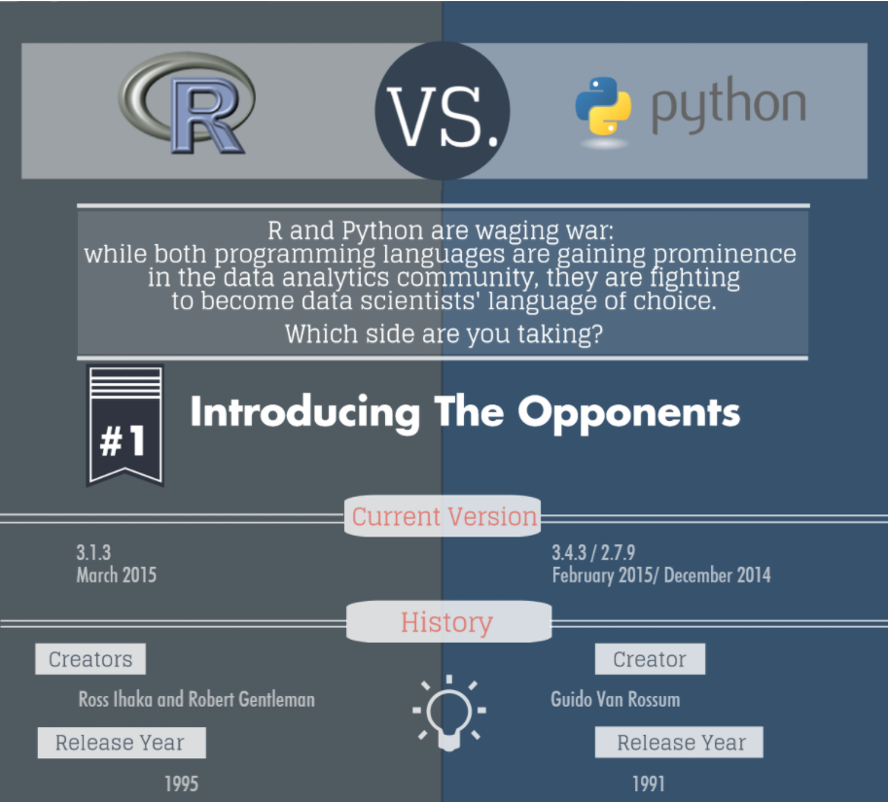 R
VS.
python
R and Python are waging war:
while both programming languages are gaining prominence
in the data analytics community, they are fighting
to become data scientists' language of choice.
Which side are you taking?
#1
Introducing The Opponents
Current Version
3.1.3
March 2015
3.4.3 / 2.7.9
February 2015/ December 2014
History
Creators
Ross Ihaka and Robert Gentleman
Release Year
1995
Creator
Guido Van Rossum
Release Year
1991